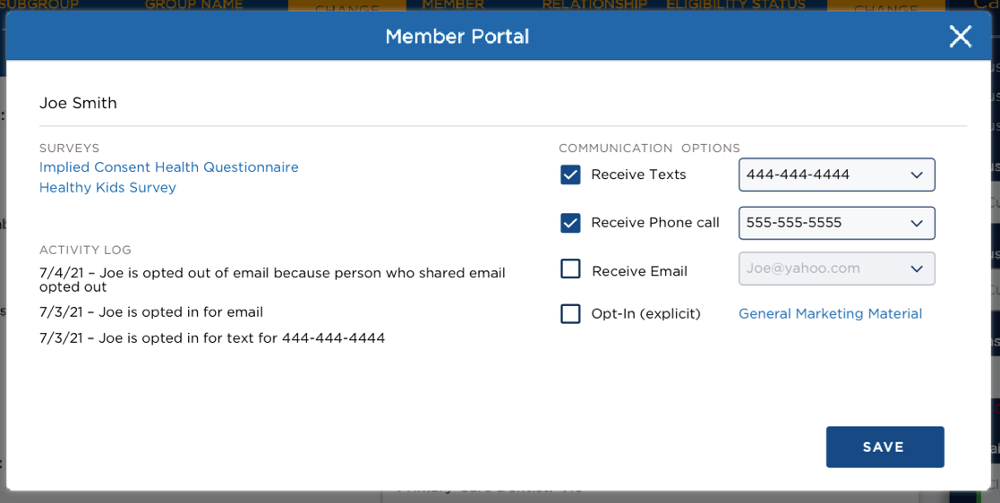 SUBGROUP GROUP NAME CHANGE MEMBER RELATIONSHIP ELIGIBILITY STATUS CHANGE
Member Portal
Joe Smith
SURVEYS
Implied Consent Health Questionnaire
Healthy Kids Survey
ACTIVITY LOG
7/4/21 – Joe is opted out of email because person who shared email
opted out
7/3/21 – Joe is opted in for email
7/3/21 – Joe is opted in for text for 444-444-4444
COMMUNICATION OPTIONS
Receive Texts 444-444-4444
Receive Phone call 555-555-5555
Receive Email Joe@yahoo.com
Opt-In (explicit) General Marketing Material
SAVE